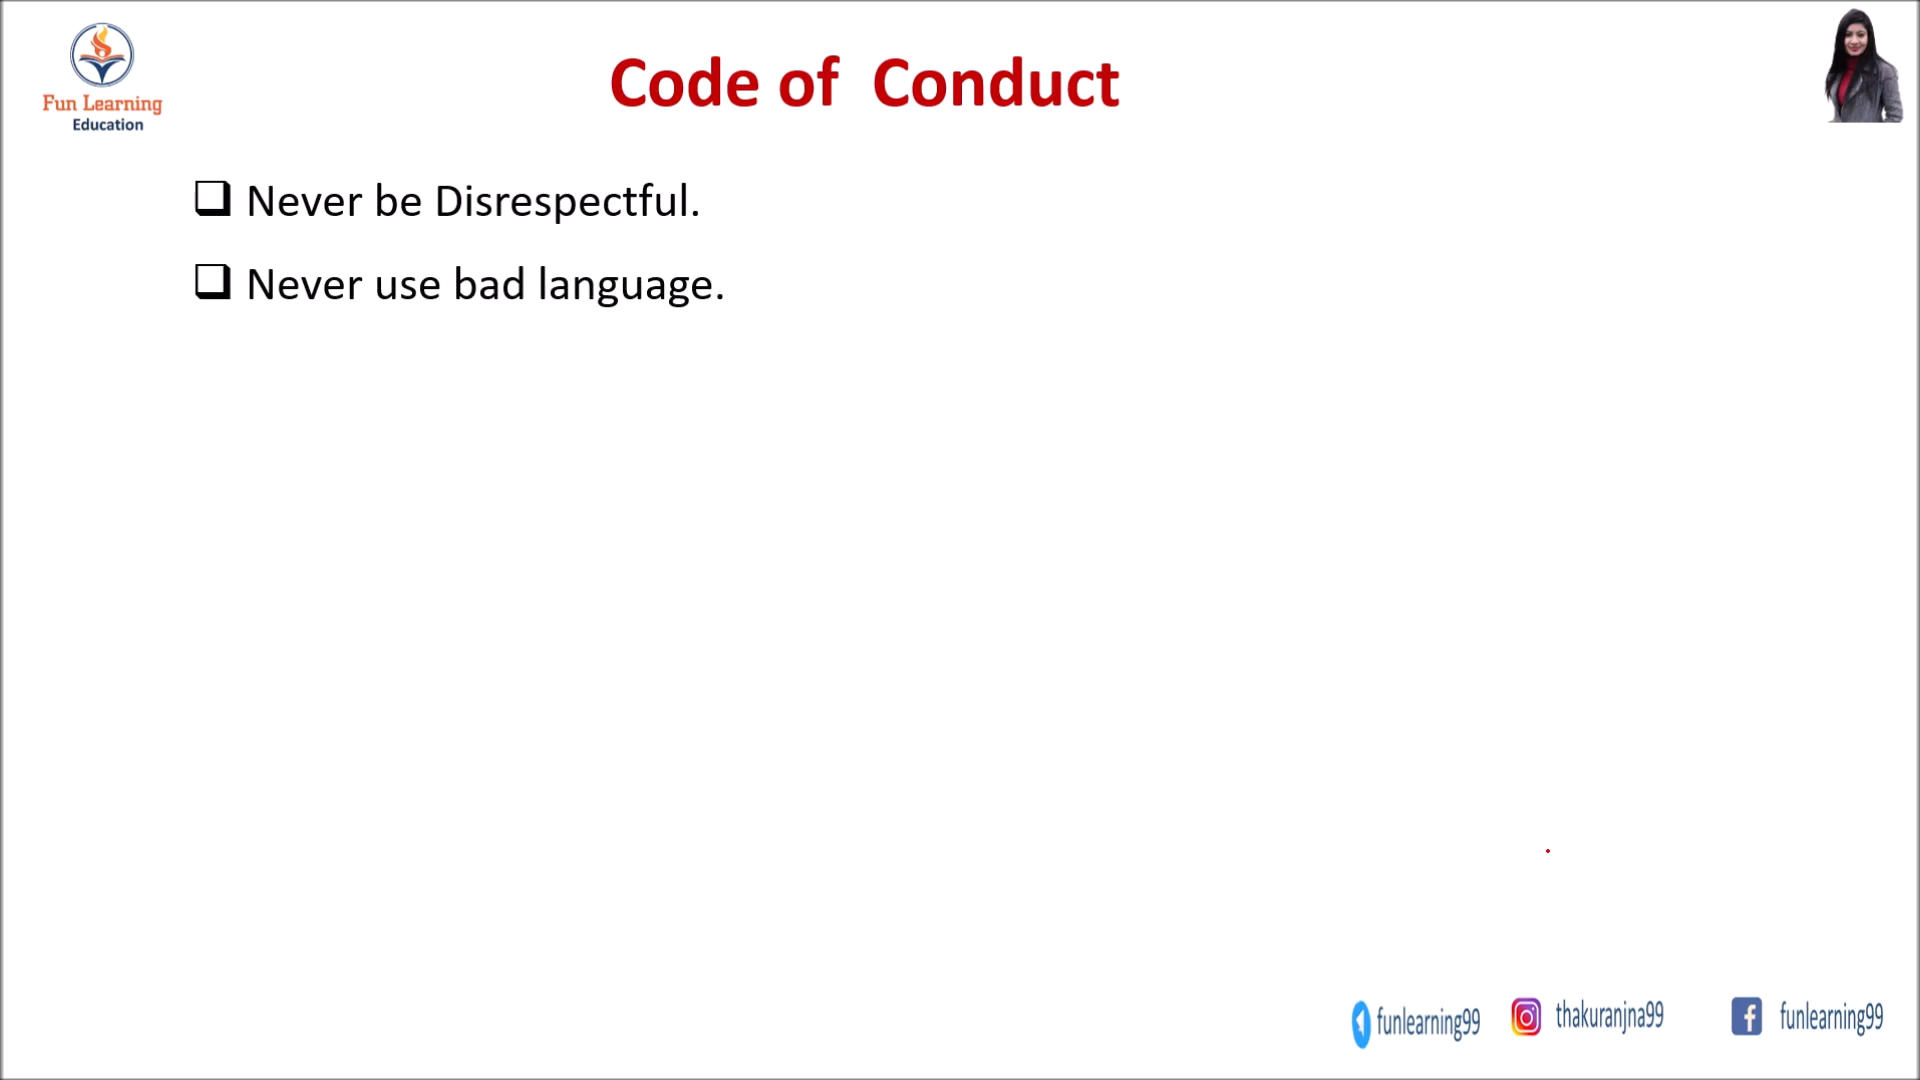 Fun Learning
Education
Code of  Conduct
Never be Disrespectful.
Never use bad language.
funlearning99
thakuranjna99
funlearning99